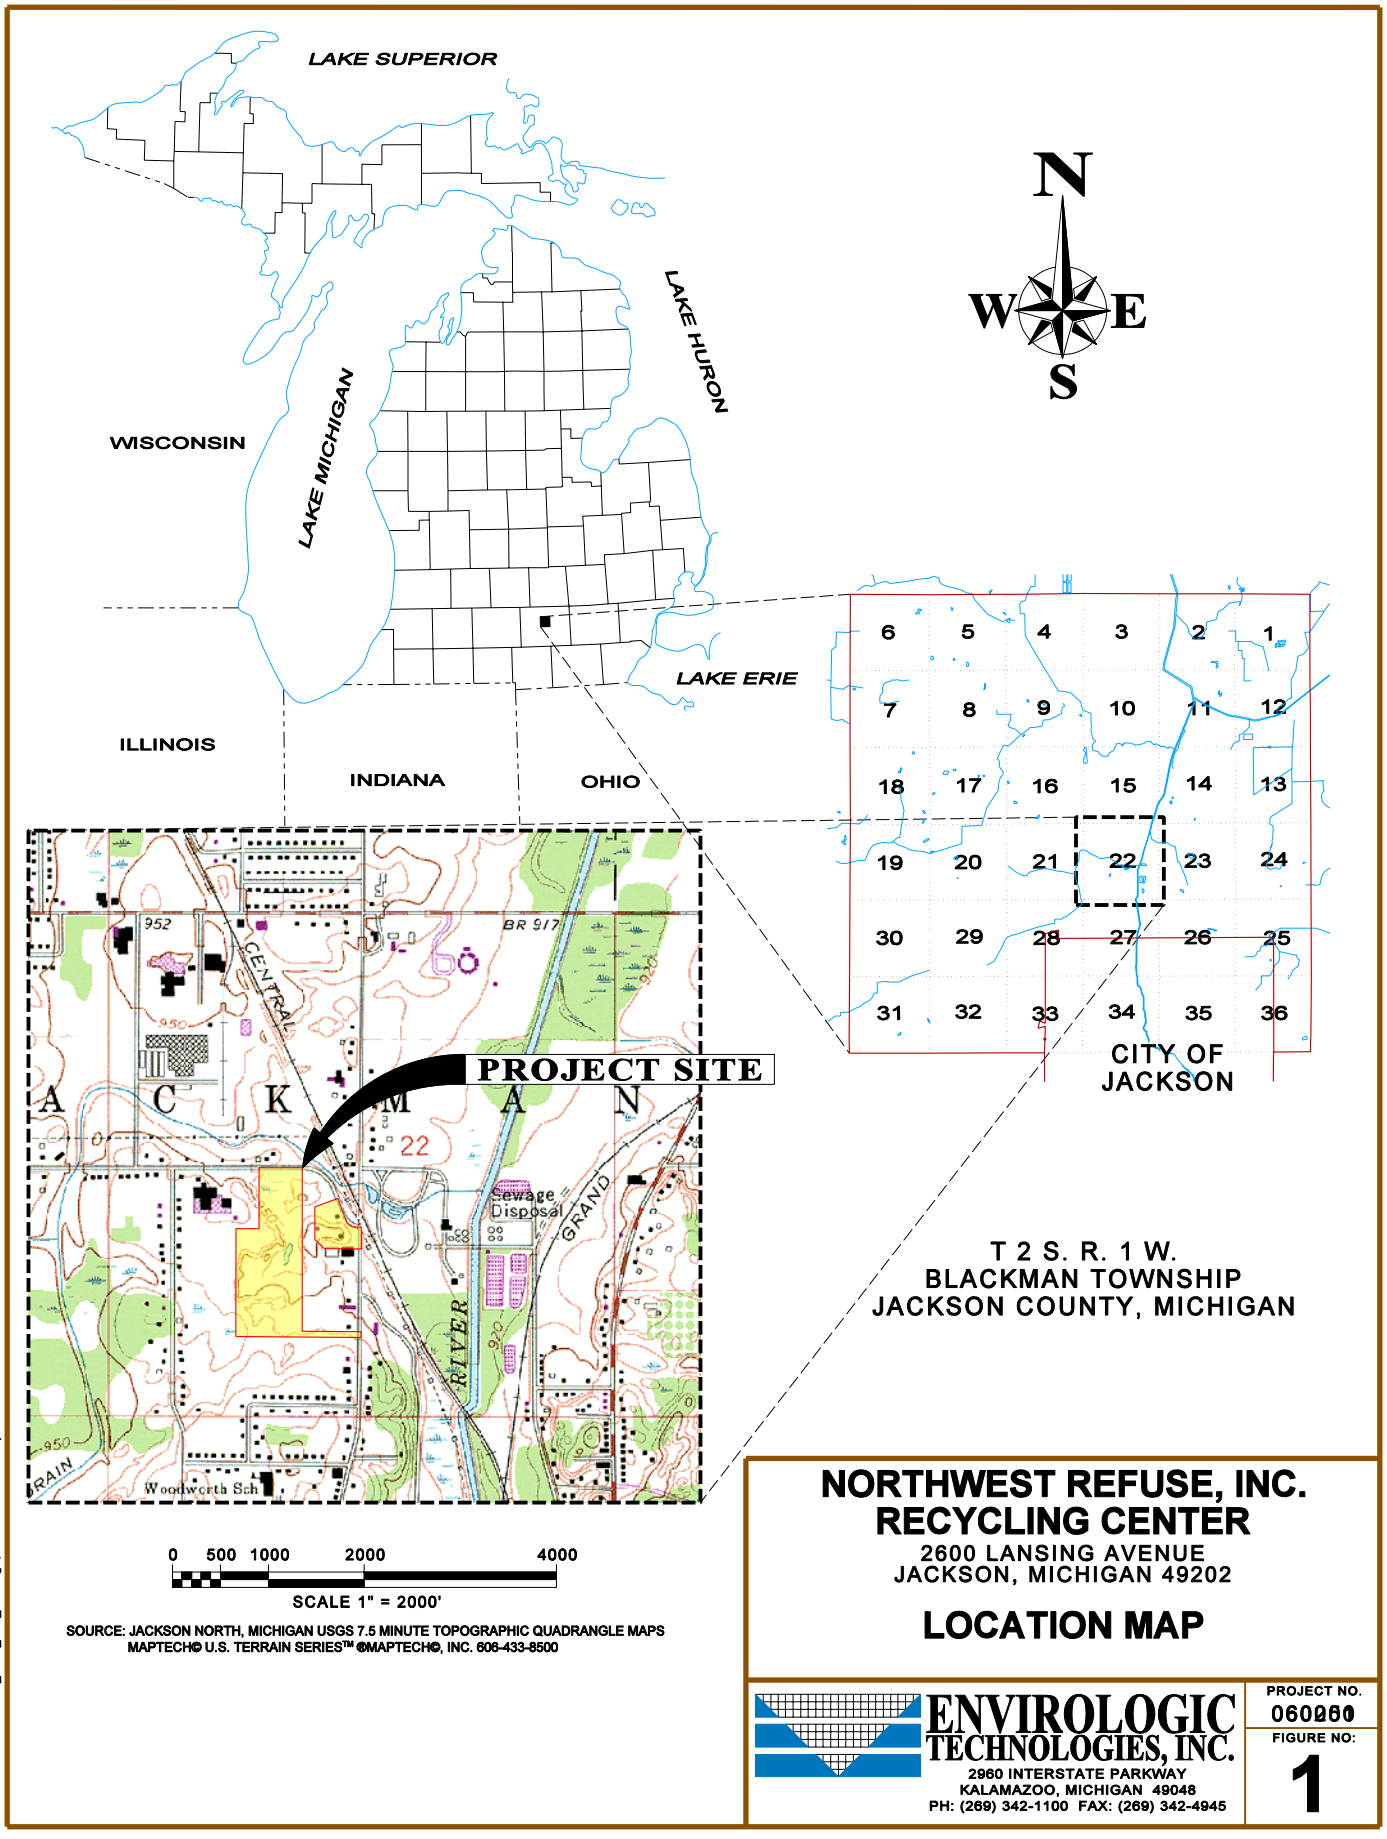 LAKE SUPERIOR
N
W E
S
LAKE HURON
LAKE MICHIGAN
WISCONSIN
LAKE ERIE
ILLINOIS
INDIANA
OHIO
6 5 4 3 2 1
7 8 9 10 11 12
18 17 16 15 14 13
19 20 21 22 23 24
30 29 28 27 26 25
31 32 33 34 35 36
CITY OF
JACKSON
952
BR 917
CENTRAL
920
950
PROJECT SITE
A C K M A N
22
950
Sewage
Disposal
GRAND
RIVER
920
950
DRAIN
Woodworth Sch
T 2 S. R. 1 W.
BLACKMAN TOWNSHIP
JACKSON COUNTY, MICHIGAN
0 500 1000 2000 4000
SCALE 1" = 2000'
SOURCE: JACKSON NORTH, MICHIGAN USGS 7.5 MINUTE TOPOGRAPHIC QUADRANGLE MAPS
MAPTECH© U.S. TERRAIN SERIES™ ©MAPTECH©, INC. 606-433-8500
NORTHWEST REFUSE, INC.
RECYCLING CENTER
2600 LANSING AVENUE
JACKSON, MICHIGAN 49202
LOCATION MAP
ENVIROLOGIC
TECHNOLOGIES, INC.
2960 INTERSTATE PARKWAY
KALAMAZOO, MICHIGAN 49048
PH: (269) 342-1100 FAX: (269) 342-4945
PROJECT NO.
FIGURE NO:
1